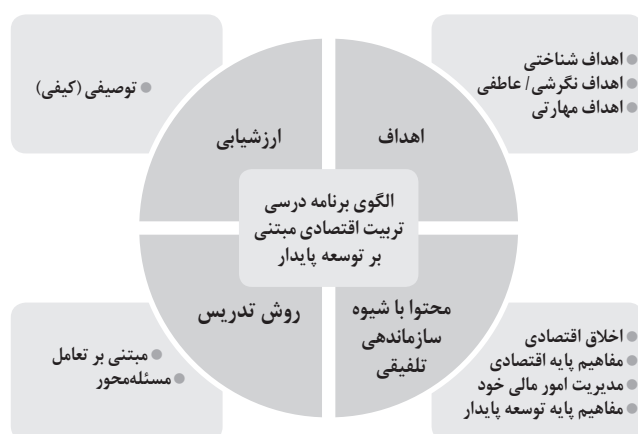 اهداف شناختی
اهداف نگرشی/ عاطفی
اهداف مهارتی
توصیفی (کیفی)
اهداف
ارزشیابی
الگوی برنامه درسی
تربیت اقتصادی مبتنی
بر توسعه پایدار
محتوا با شیوه
سازماندهی
تلفیقی
روش تدریس
اخلاق اقتصادی
مفاهیم پایه اقتصادی
مدیریت امور مالی خود
مفاهیم پایه توسعه پایدار
مبتنی بر تعامل
مسئله‌محور